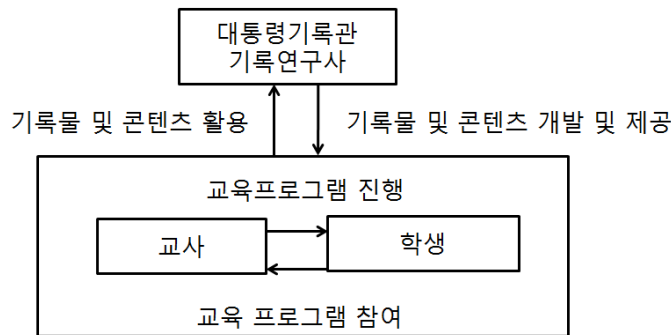 대통령기록관
기록연구사
기록물 및 콘텐츠 활용
기록물 및 콘텐츠 개발 및 제공
교육프로그램 진행
교사
학생
교육 프로그램 참여